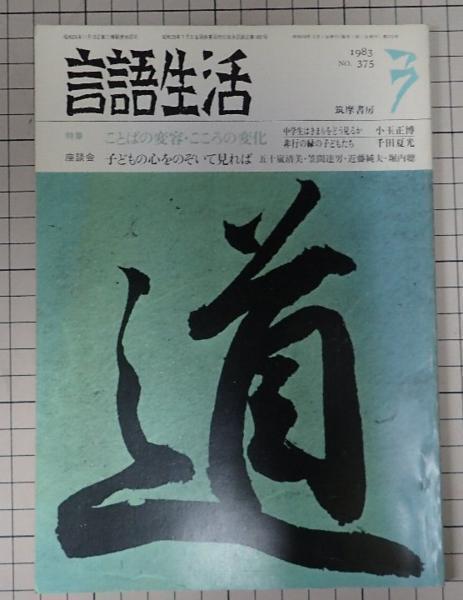 言語生活
1983
NO. 375
3
筑摩書房
特集 ことばの変容・こころの変化
中学生はきまりをどう見るか 小玉正博
非行の縁の子どもたち 千田夏光
座談会 子どもの心をのぞいて見れば 五十嵐清美・笠間達男・近藤純夫・堀内聰
道